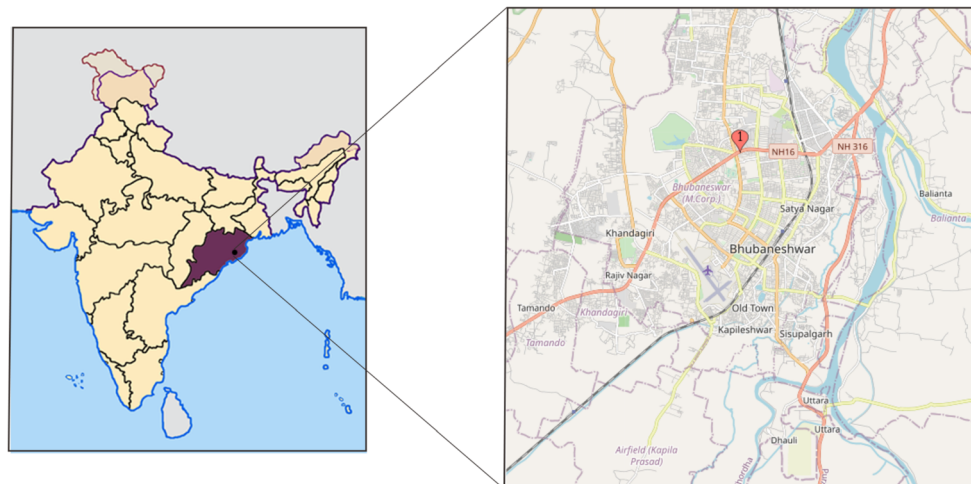 1
NH16
NH 316
Bhubaneswar
(M.Corp.)
Balianta
Satya Nagar
Balianta
Khandagiri
Bhubaneshwar
Rajiv Nagar
Tamando
Khandagiri
Old Town
Kapileshwar
Sisupalgarh
Tamando
Uttara
Uttara
Dhauli
Airfield (Kapila
Prasad)